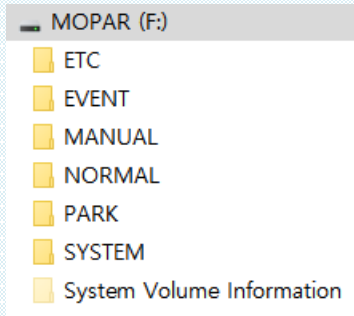 MOPAR (F:)
ETC
EVENT
MANUAL
NORMAL
PARK
SYSTEM
System Volume Information